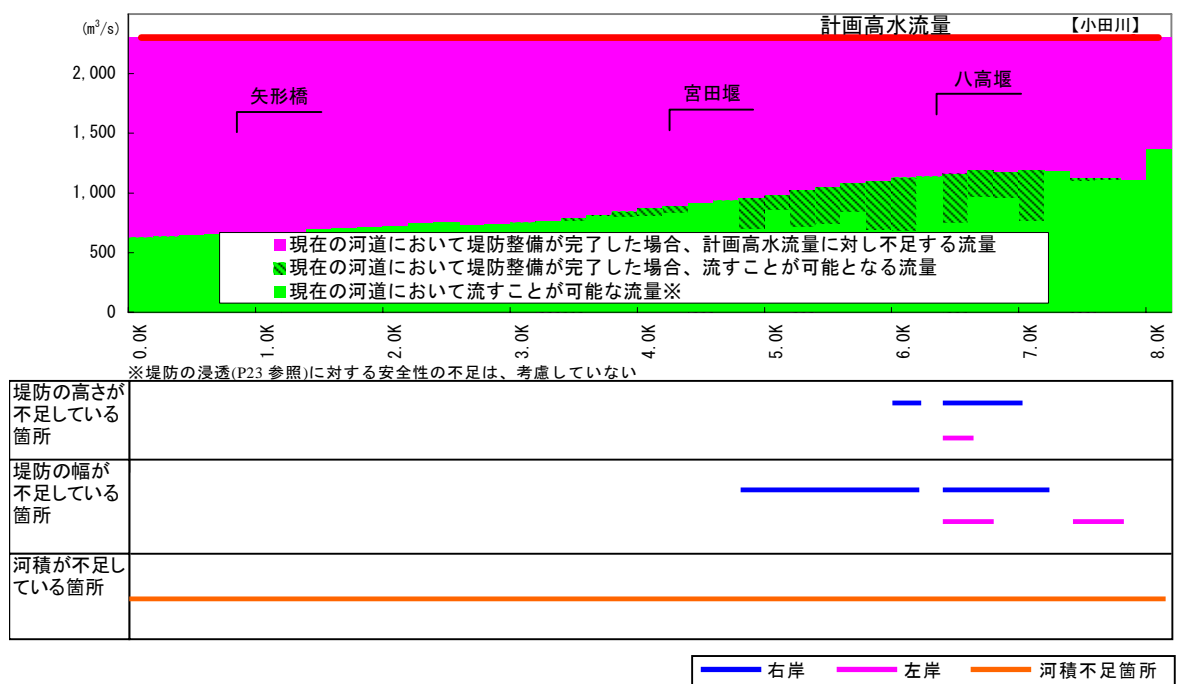 (m³/s)
計画高水流量
【小田川】
2,000
矢形橋
宮田堰
八高堰
1,500
1,000
500
0
■現在の河道において堤防整備が完了した場合、計画高水流量に対し不足する流量
現在の河道において堤防整備が完了した場合、流すことが可能となる流量
■現在の河道において流すことが可能な流量※
0.0K
1.0K
2.0K
3.0K
4.0K
5.0K
6.0K
7.0K
8.0K
※堤防の浸透(P23 参照)に対する安全性の不足は、考慮していない
堤防の高さが
不足している
箇所
堤防の幅が
不足している
箇所
河積が不足し
ている箇所
右岸
左岸
河積不足箇所